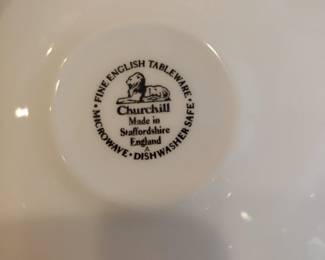 • FINE ENGLISH TABLEWARE •
Churchill
Made in
Staffordshire
England
MICROWAVE • DISHWASHER SAFE